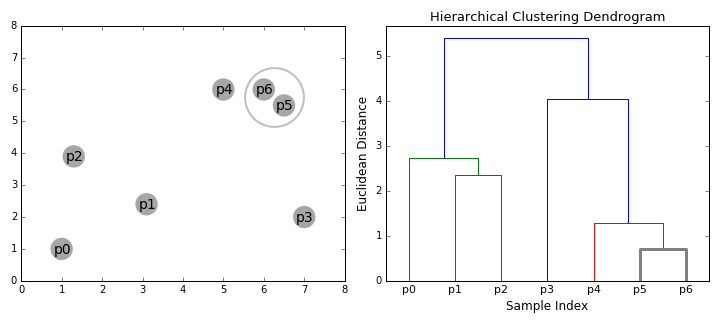 Hierarchical Clustering Dendrogram
8
7
6
5
4
3
2
1
0
p4
p6
p5
p2
p1
p3
p0
0 1 2 3 4 5 6 7 8
Euclidean Distance
5
4
3
2
1
0
p0 p1 p2 p3 p4 p5 p6
Sample Index